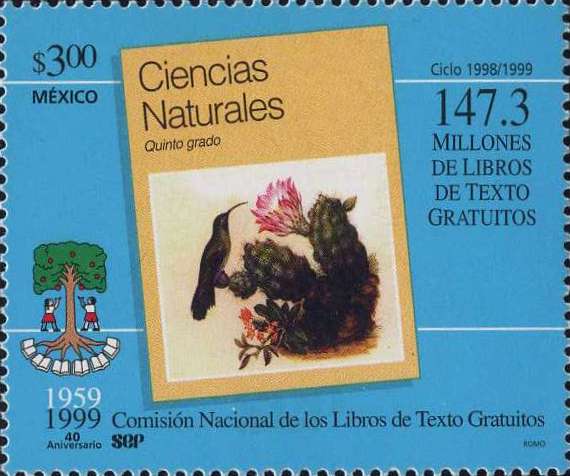 $3.00
MÉXICO
Ciencias
Naturales
Quinto grado
Ciclo 1998/1999
147.3
MILLONES
DE LIBROS
DE TEXTO
GRATUITOS
1959
1999
40
Aniversario
Comisión Nacional de los Libros de Texto Gratuitos
SEP
ROMO